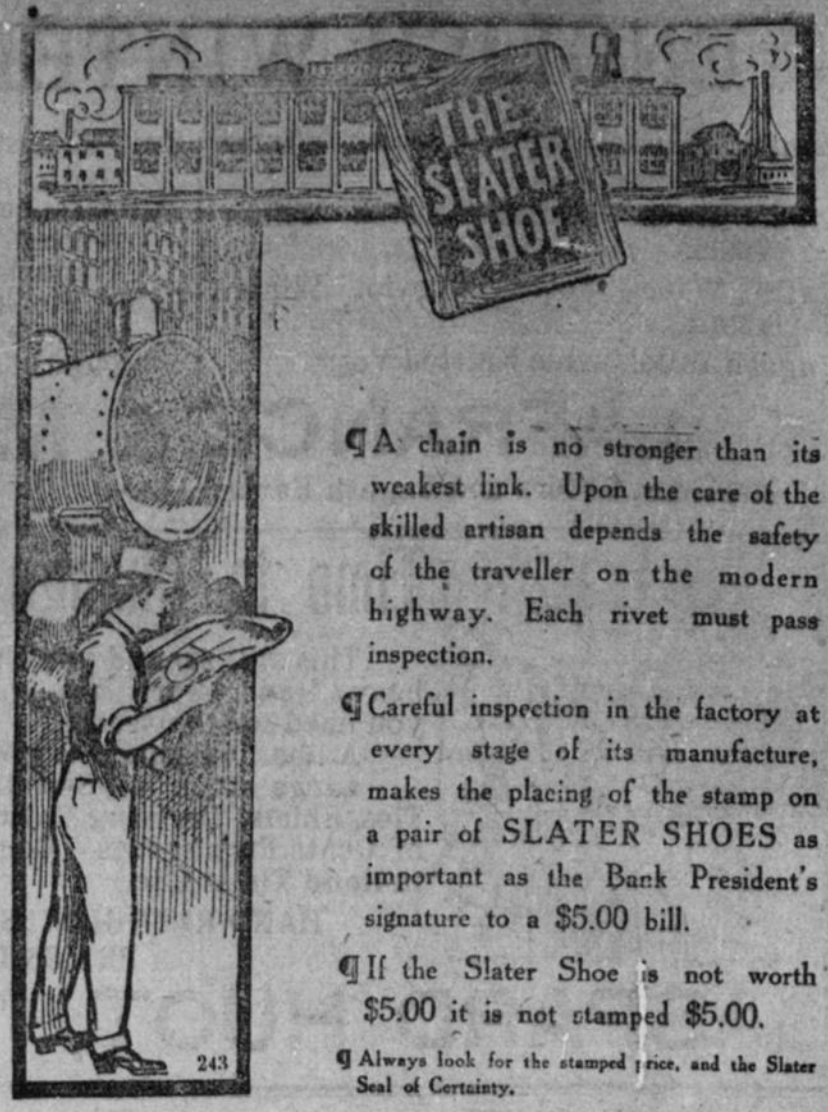 THE
SLATER
SHOE
¶ A chain is no stronger than its
weakest link. Upon the care of the
skilled artisan depends the safety
of the traveller on the modern
highway. Each rivet must pass
inspection.
¶ Careful inspection in the factory at
every stage of its manufacture,
makes the placing of the stamp on
a pair of SLATER SHOES as
important as the Bank President's
signature to a $5.00 bill.
¶ If the Slater Shoe is not worth
$5.00 it is not stamped $5.00.
¶ Always look for the stamped price, and the Slater
Seal of Certainty.
243